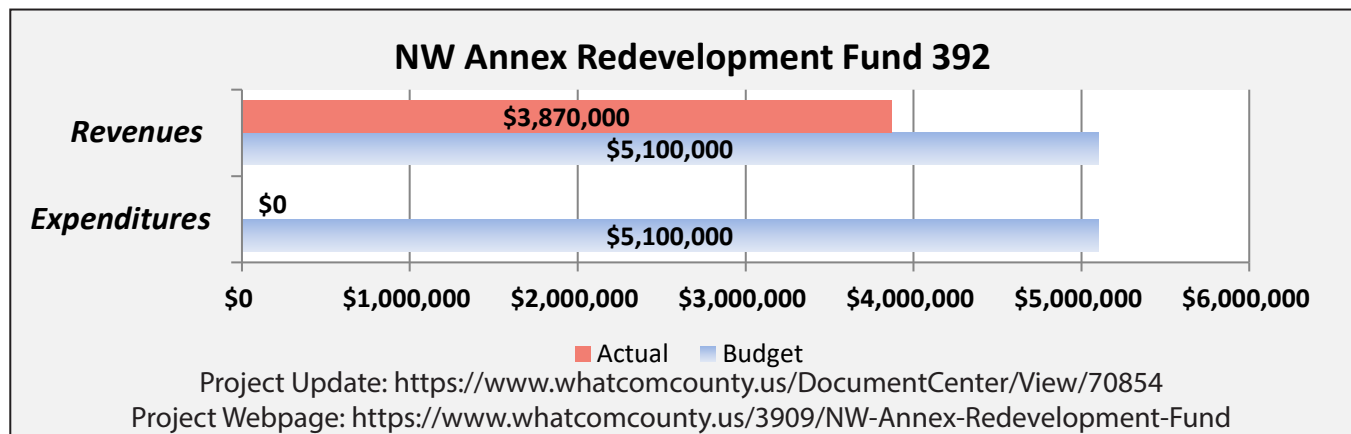 NW Annex Redevelopment Fund 392
Revenues
$3,870,000
$5,100,000
Expenditures
$0
$5,100,000
$0 $1,000,000 $2,000,000 $3,000,000 $4,000,000 $5,000,000 $6,000,000
Actual Budget
Project Update: https://www.whatcomcounty.us/DocumentCenter/View/70854
Project Webpage: https://www.whatcomcounty.us/3909/NW-Annex-Redevelopment-Fund